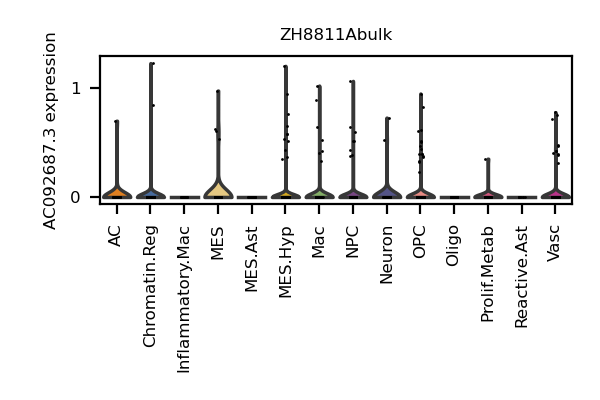 ZH8811Abulk
AC092687.3 expression
1
0
AC
Chromatin.Reg
Inflammatory.Mac
MES
MES.Ast
MES.Hyp
Mac
NPC
Neuron
OPC
Oligo
Prolif.Metab
Reactive.Ast
Vasc